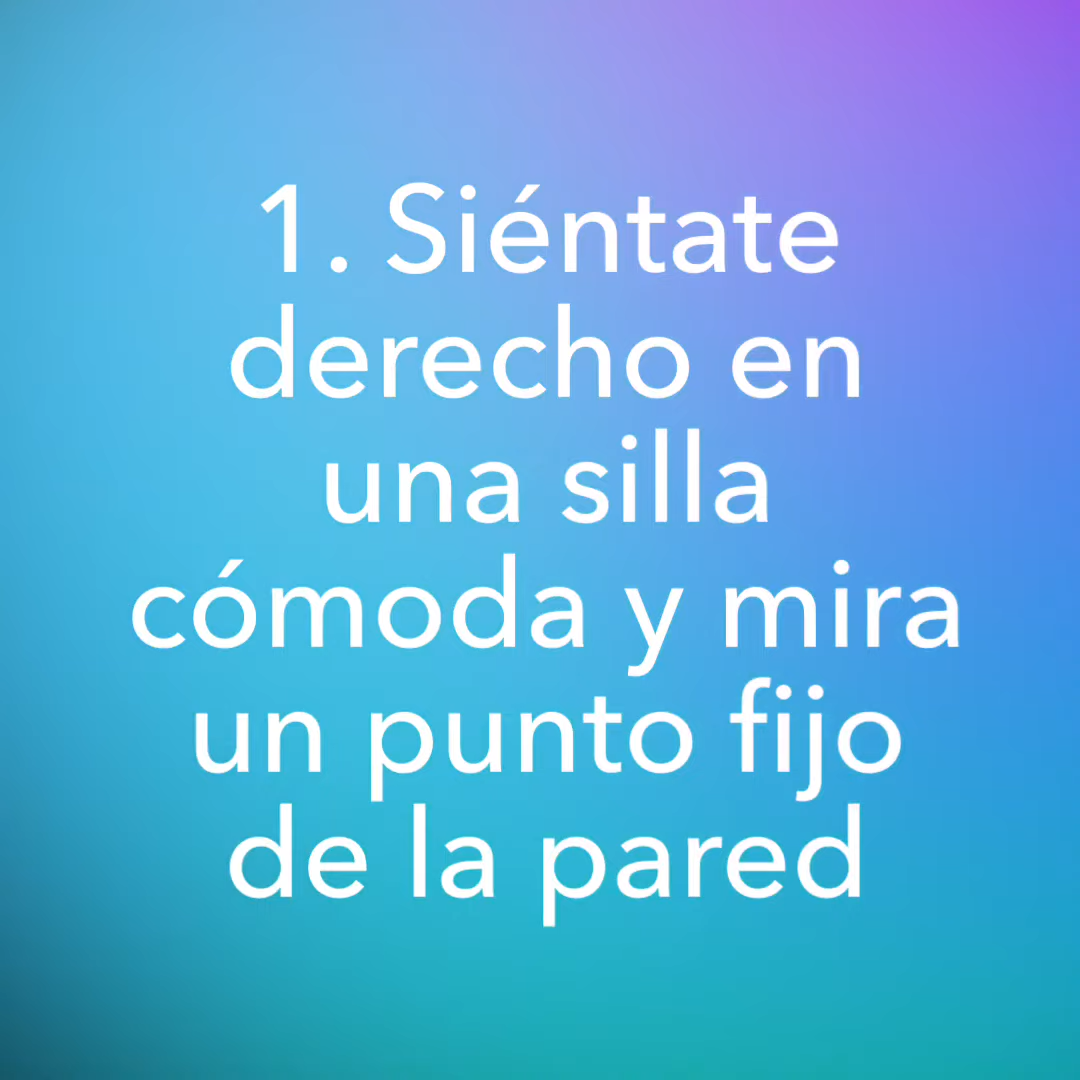 1. Siéntate
derecho en
una silla
cómoda y mira
un punto fijo
de la pared